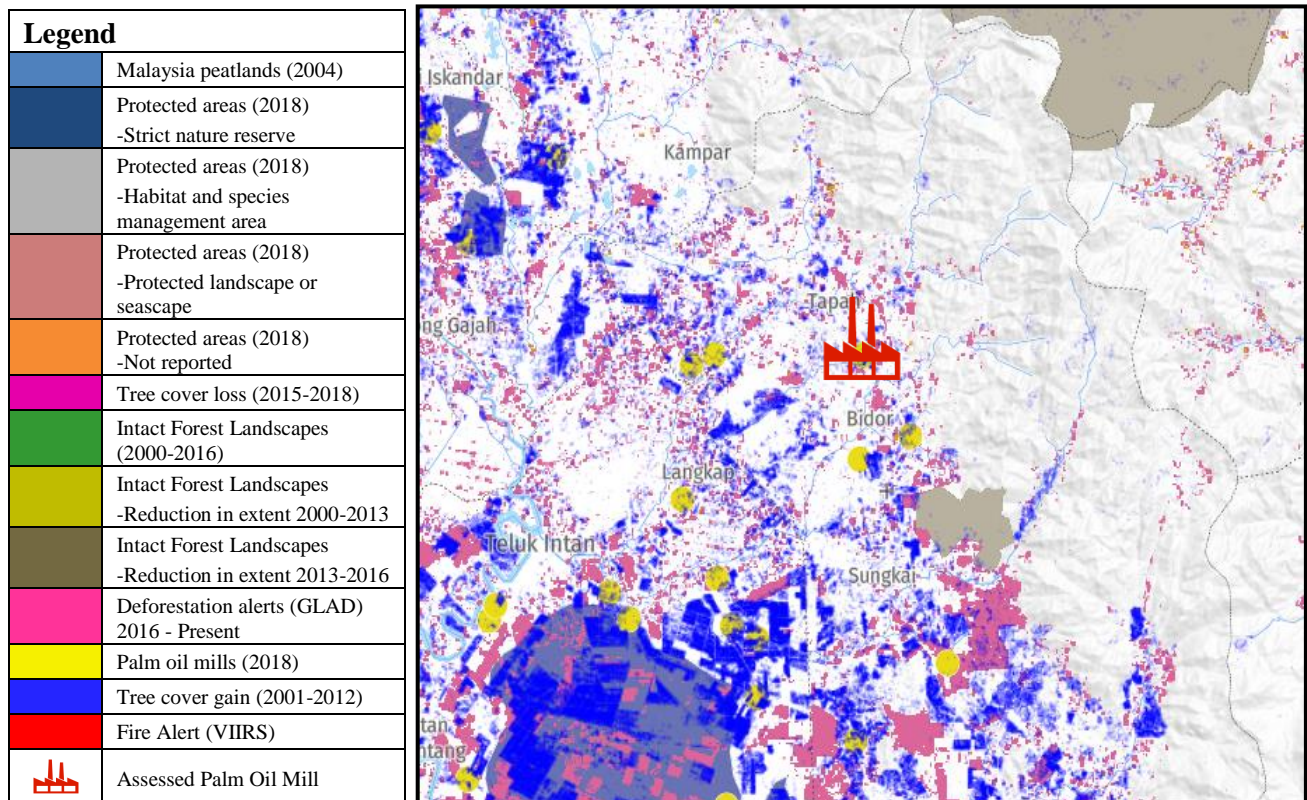 Legend
Malaysia peatlands (2004)
Protected areas (2018)
-Strict nature reserve
Protected areas (2018)
-Habitat and species
management area
Protected areas (2018)
-Protected landscape or
seascape
Protected areas (2018)
-Not reported
Tree cover loss (2015-2018)
Intact Forest Landscapes
(2000-2016)
Intact Forest Landscapes
-Reduction in extent 2000-2013
Intact Forest Landscapes
-Reduction in extent 2013-2016
Deforestation alerts (GLAD)
2016 - Present
Palm oil mills (2018)
Tree cover gain (2001-2012)
Fire Alert (VIIRS)
Assessed Palm Oil Mill
i Iskandar
Kampar
Tapah
ng Gajah
Bidor
Langkap
Teluk Intan
Sungkai
tan
ntang